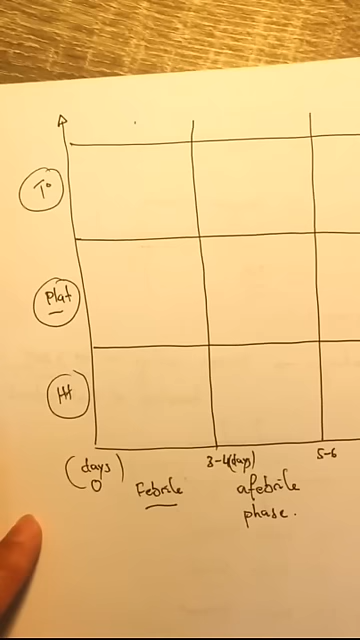 T°
Plat
Ht
(days)
0
3-4(days)
5-6
Febrile
afebrile
phase.